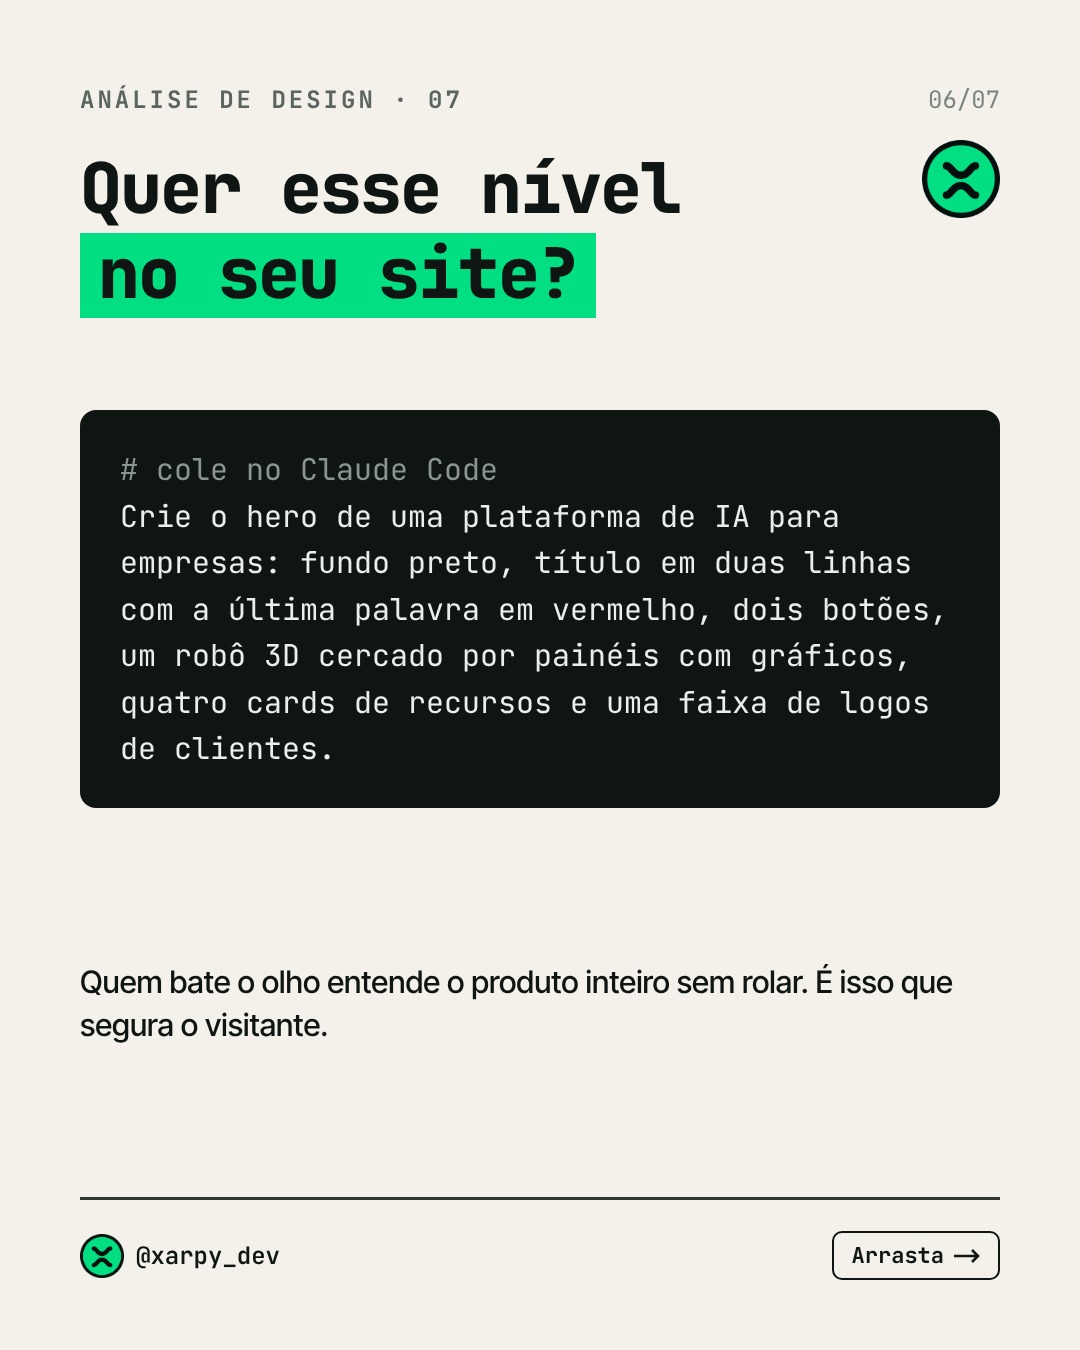 ANÁLISE DE DESIGN · 07
06/07
Quer esse nível
no seu site?
# cole no Claude Code
Crie o hero de uma plataforma de IA para
empresas: fundo preto, título em duas linhas
com a última palavra em vermelho, dois botões,
um robô 3D cercado por painéis com gráficos,
quatro cards de recursos e uma faixa de logos
de clientes.
Quem bate o olho entende o produto inteiro sem rolar. É isso que
segura o visitante.
@xarpy_dev
Arrasta →